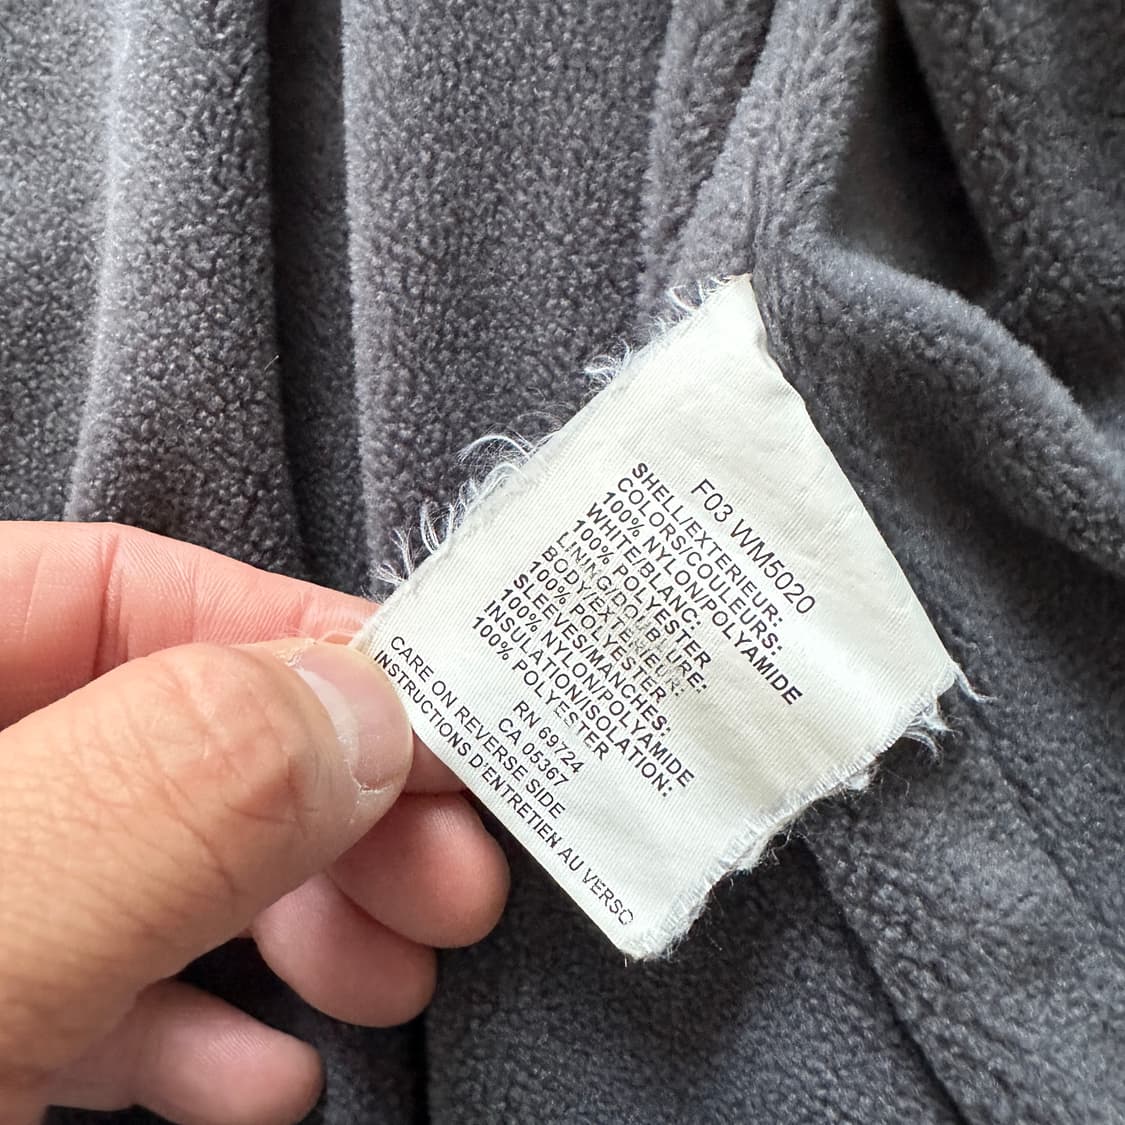 F03 WM5020
SHELL/EXTERIEUR:
COLORS/COULEURS:
100% NYLON/POLYAMIDE
WHITE/BLANC:
100% POLYESTER
LINING/DOUBLURE:
BODY/EXTERIEUR:
100% POLYESTER
SLEEVES/MANCHES:
100% NYLON/POLYAMIDE
INSULATION/ISOLATION:
100% POLYESTER
RN 69724
CA 05367
CARE ON REVERSE SIDE
INSTRUCTIONS D'ENTRETIEN AU VERSO